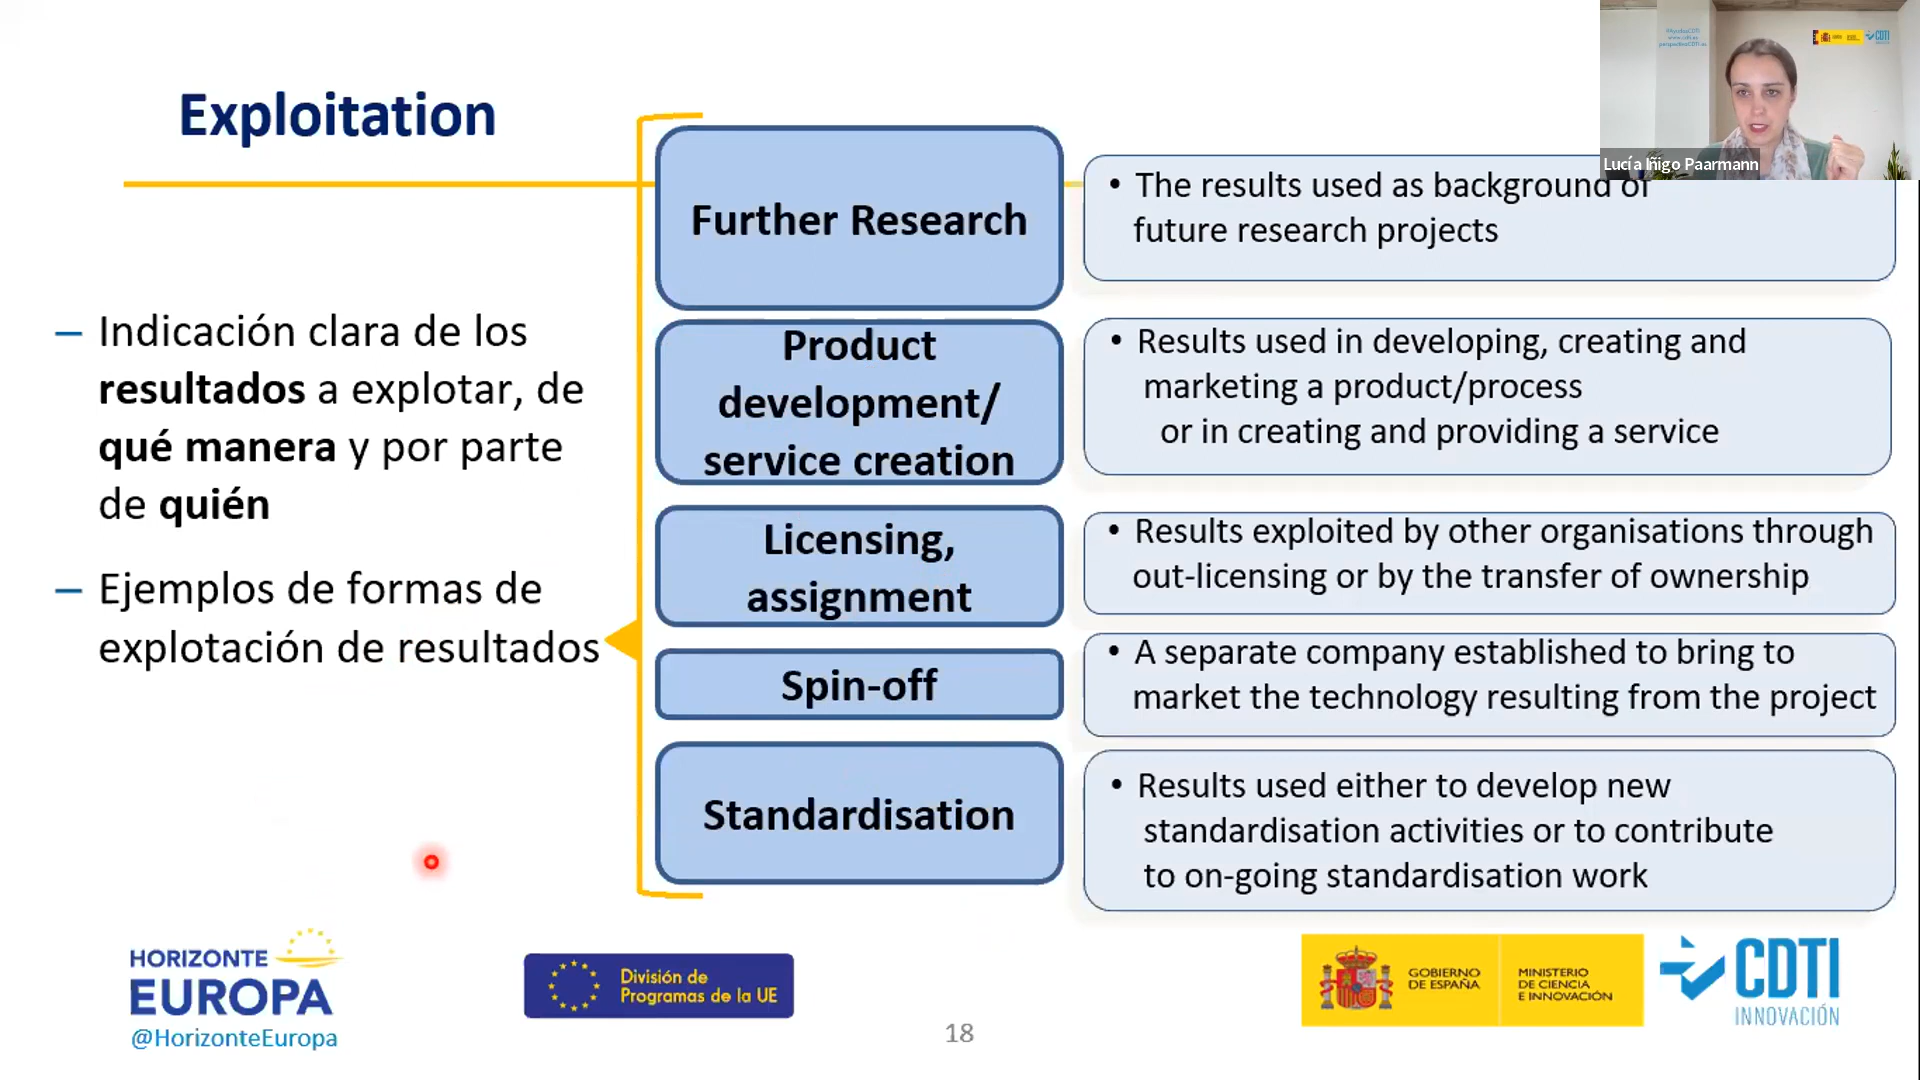 Exploitation
– Indicación clara de los
resultados a explotar, de
qué manera y por parte
de quién
– Ejemplos de formas de
explotación de resultados
Further Research
• The results used as background of
future research projects
Product
development/
service creation
• Results used in developing, creating and
marketing a product/process
or in creating and providing a service
Licensing,
assignment
• Results exploited by other organisations through
out-licensing or by the transfer of ownership
Spin-off
• A separate company established to bring to
market the technology resulting from the project
Standardisation
• Results used either to develop new
standardisation activities or to contribute
to on-going standardisation work
Lucía Iñigo Paarmann
CDTI
HORIZONTE
EUROPA
@HorizonteEuropa
División de
Programas de la UE
18
GOBIERNO
DE ESPAÑA
MINISTERIO
DE CIENCIA
E INNOVACIÓN
CDTI
INNOVACIÓN